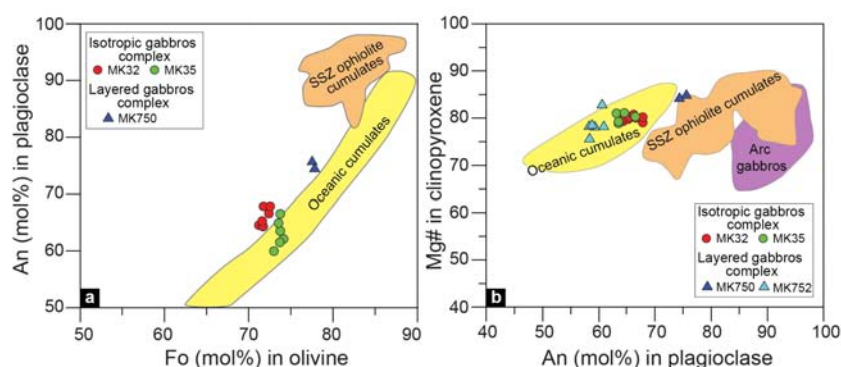 An (mol%) in plagioclase
100
90
80
70
60
50
Isotropic gabbros
complex
MK32 MK35
Layered gabbros
complex
MK750
SSZ ophiolite
cumulates
Oceanic cumulates
a
50 60 70 80 90
Fo (mol%) in olivine
Mg# in clinopyroxene
100
90
80
70
60
50
40
Oceanic cumulates
SSZ ophiolite cumulates
Arc
gabbros
Isotropic gabbros
complex
MK32 MK35
Layered gabbros
complex
MK750 MK752
b
40 50 60 70 80 90 100
An (mol%) in plagioclase